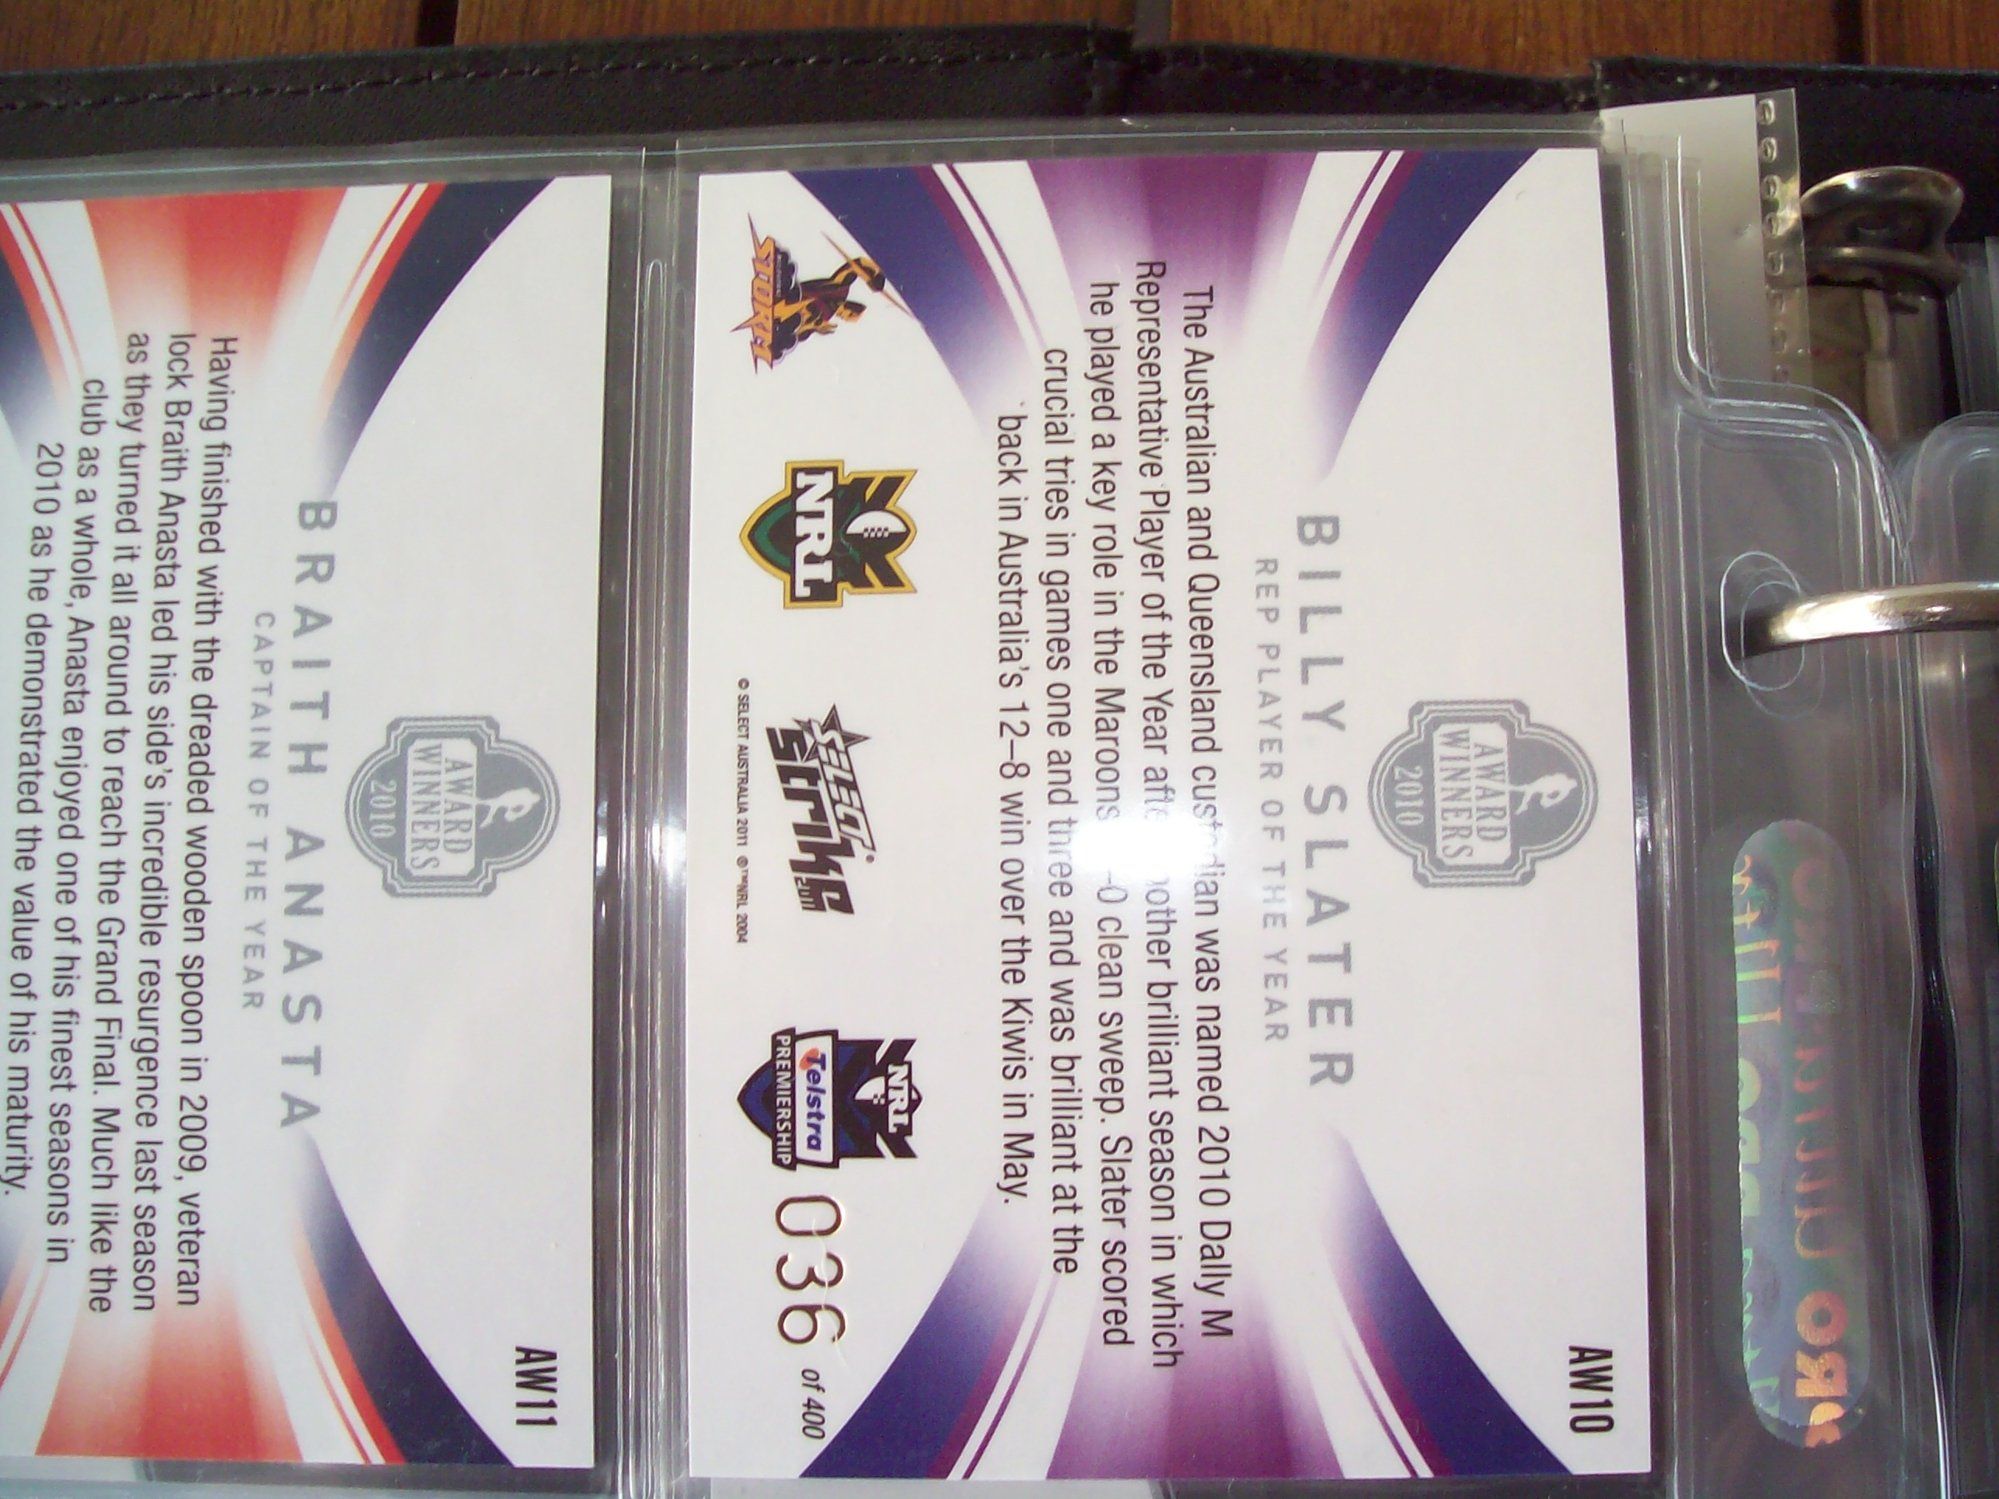 AW10
AWARD
WINNERS
2010
BILLY SLATER
REP PLAYER OF THE YEAR
The Australian and Queensland custodian was named 2010 Dally M
Representative Player of the Year after another brilliant season in which
he played a key role in the Maroons -0 clean sweep. Slater scored
crucial tries in games one and three and was brilliant at the
back in Australia's 12–8 win over the Kiwis in May.
STORM
NRL
SELECT
Strike
2011
© SELECT AUSTRALIA 2011 ©™NRL 2004
NRL
Telstra
PREMIERSHIP
036 of 400
AW11
AWARD
WINNERS
2010
BRAITH ANASTA
CAPTAIN OF THE YEAR
Having finished with the dreaded wooden spoon in 2009, veteran
lock Braith Anasta led his side's incredible resurgence last season
as they turned it all around to reach the Grand Final. Much like the
club as a whole, Anasta enjoyed one of his finest seasons in
2010 as he demonstrated the value of his maturity.